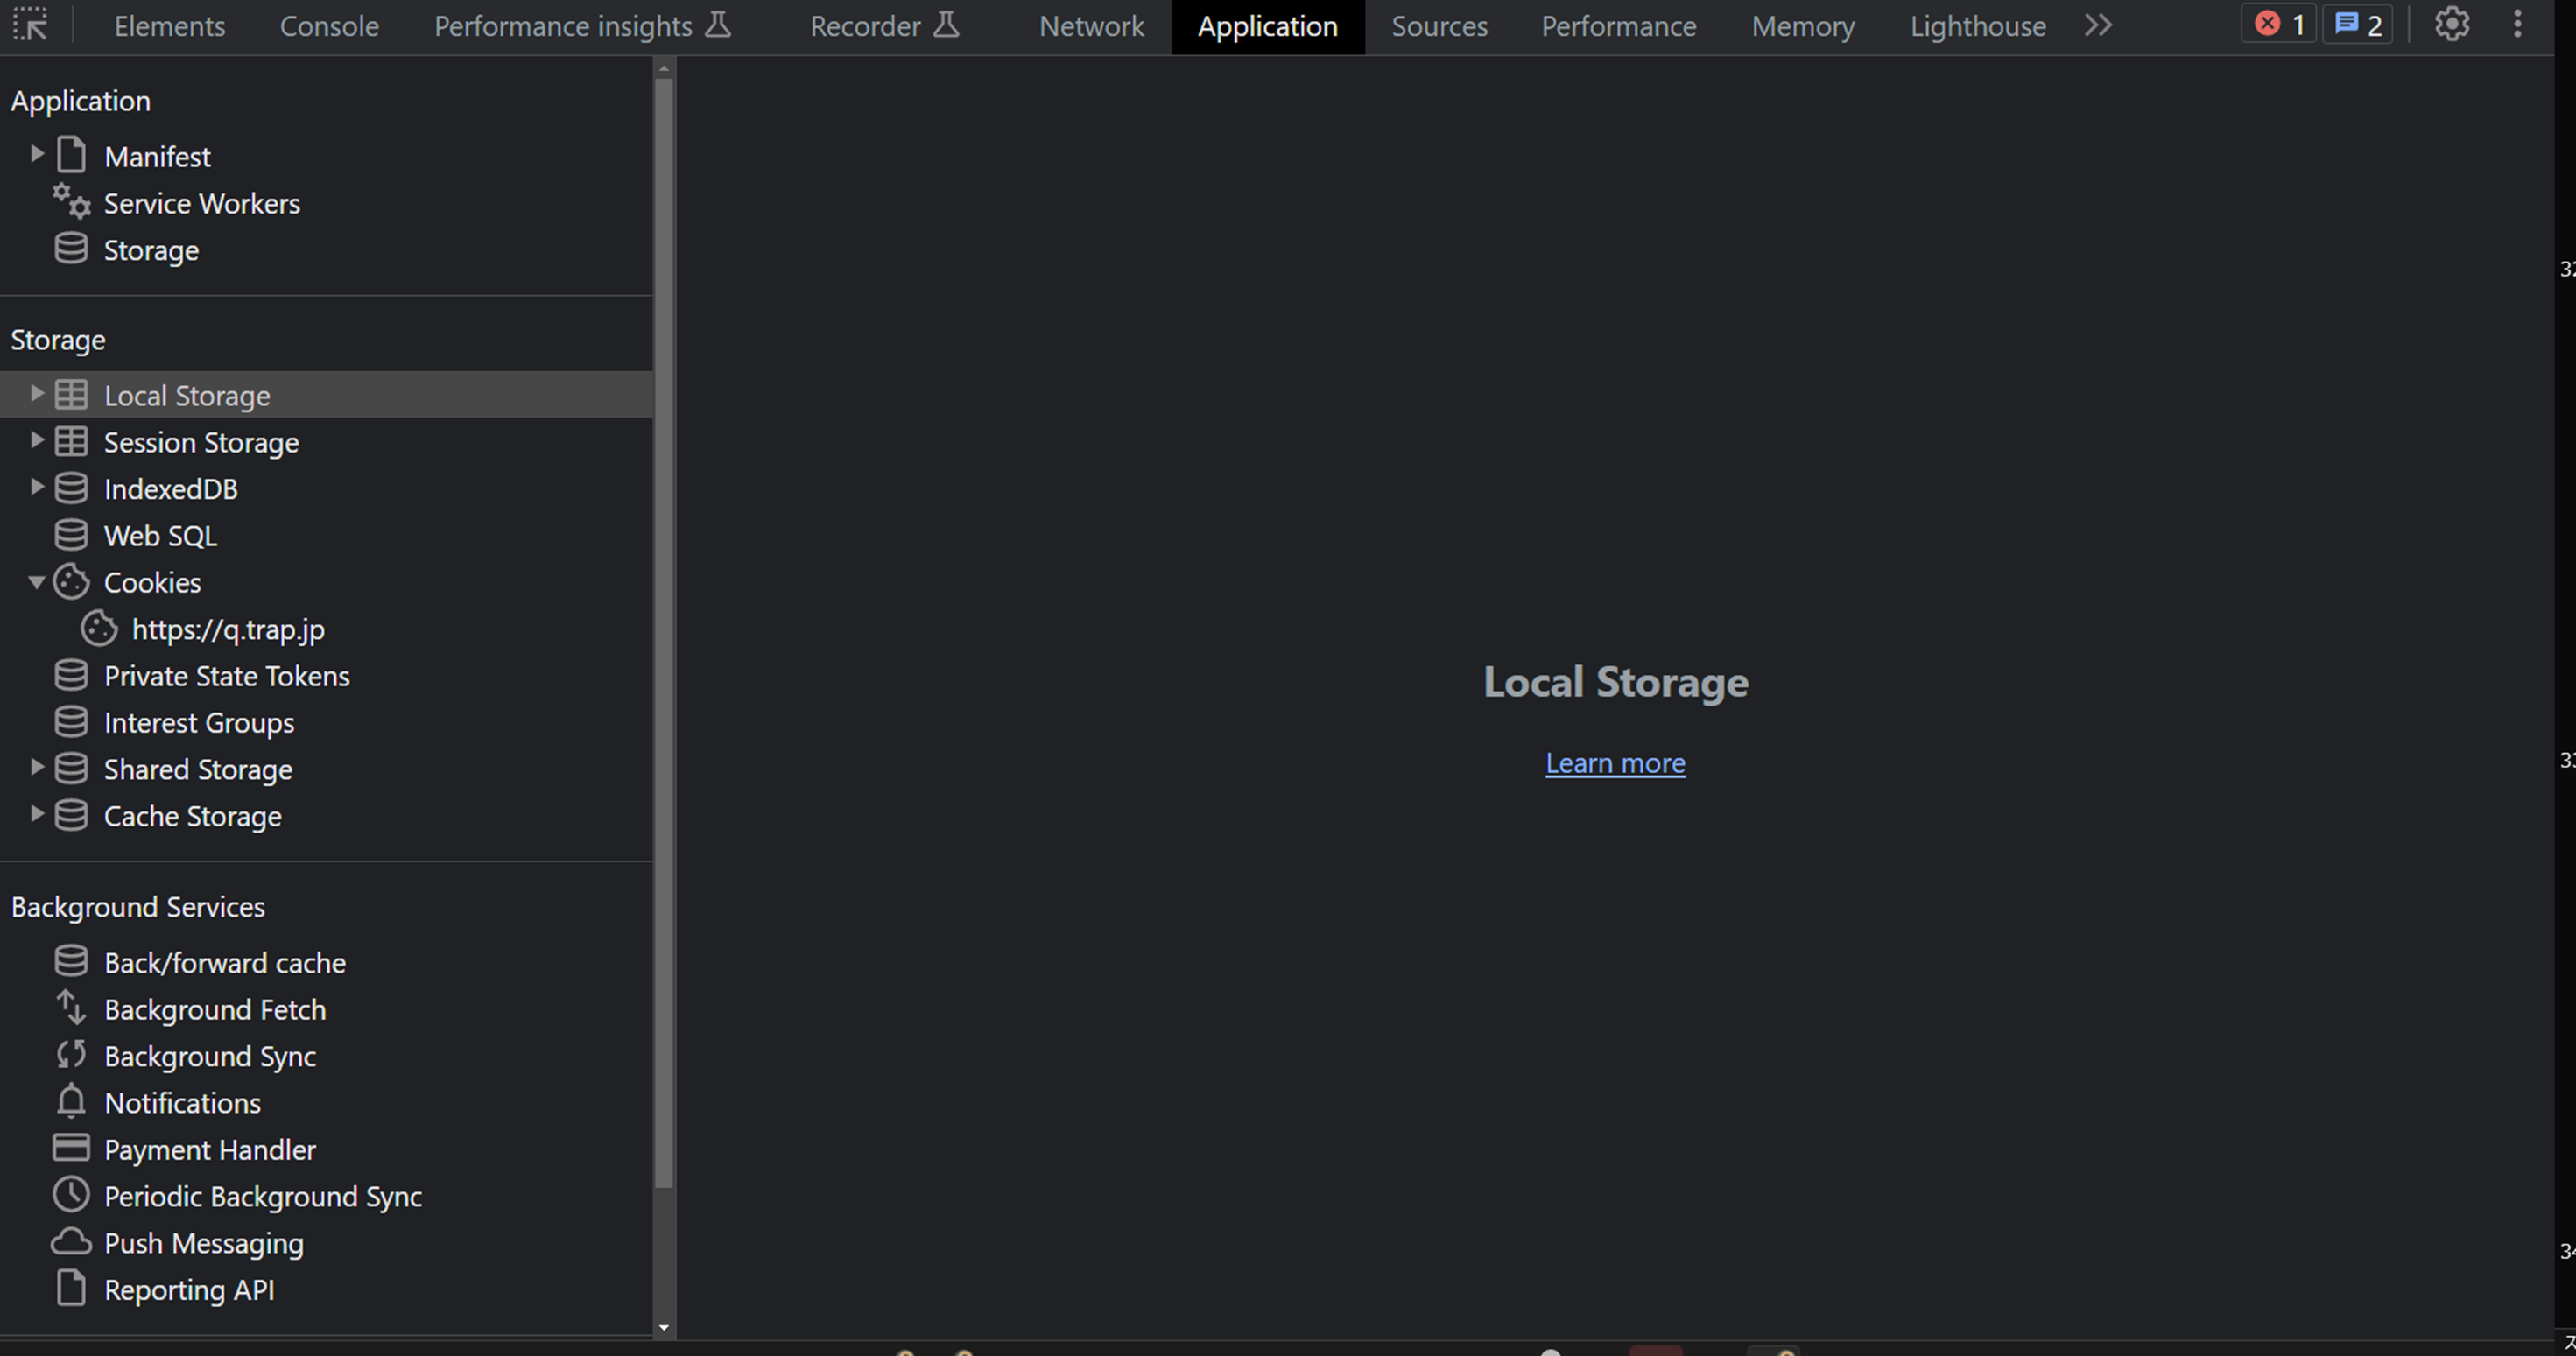 Elements Console Performance insights Recorder Network Application Sources Performance Memory Lighthouse 1 2
Application
Manifest
Service Workers
Storage
Storage
Local Storage
Session Storage
IndexedDB
Web SQL
Cookies
https://q.trap.jp
Private State Tokens
Interest Groups
Shared Storage
Cache Storage
Background Services
Back/forward cache
Background Fetch
Background Sync
Notifications
Payment Handler
Periodic Background Sync
Push Messaging
Reporting API
Local Storage
Learn more